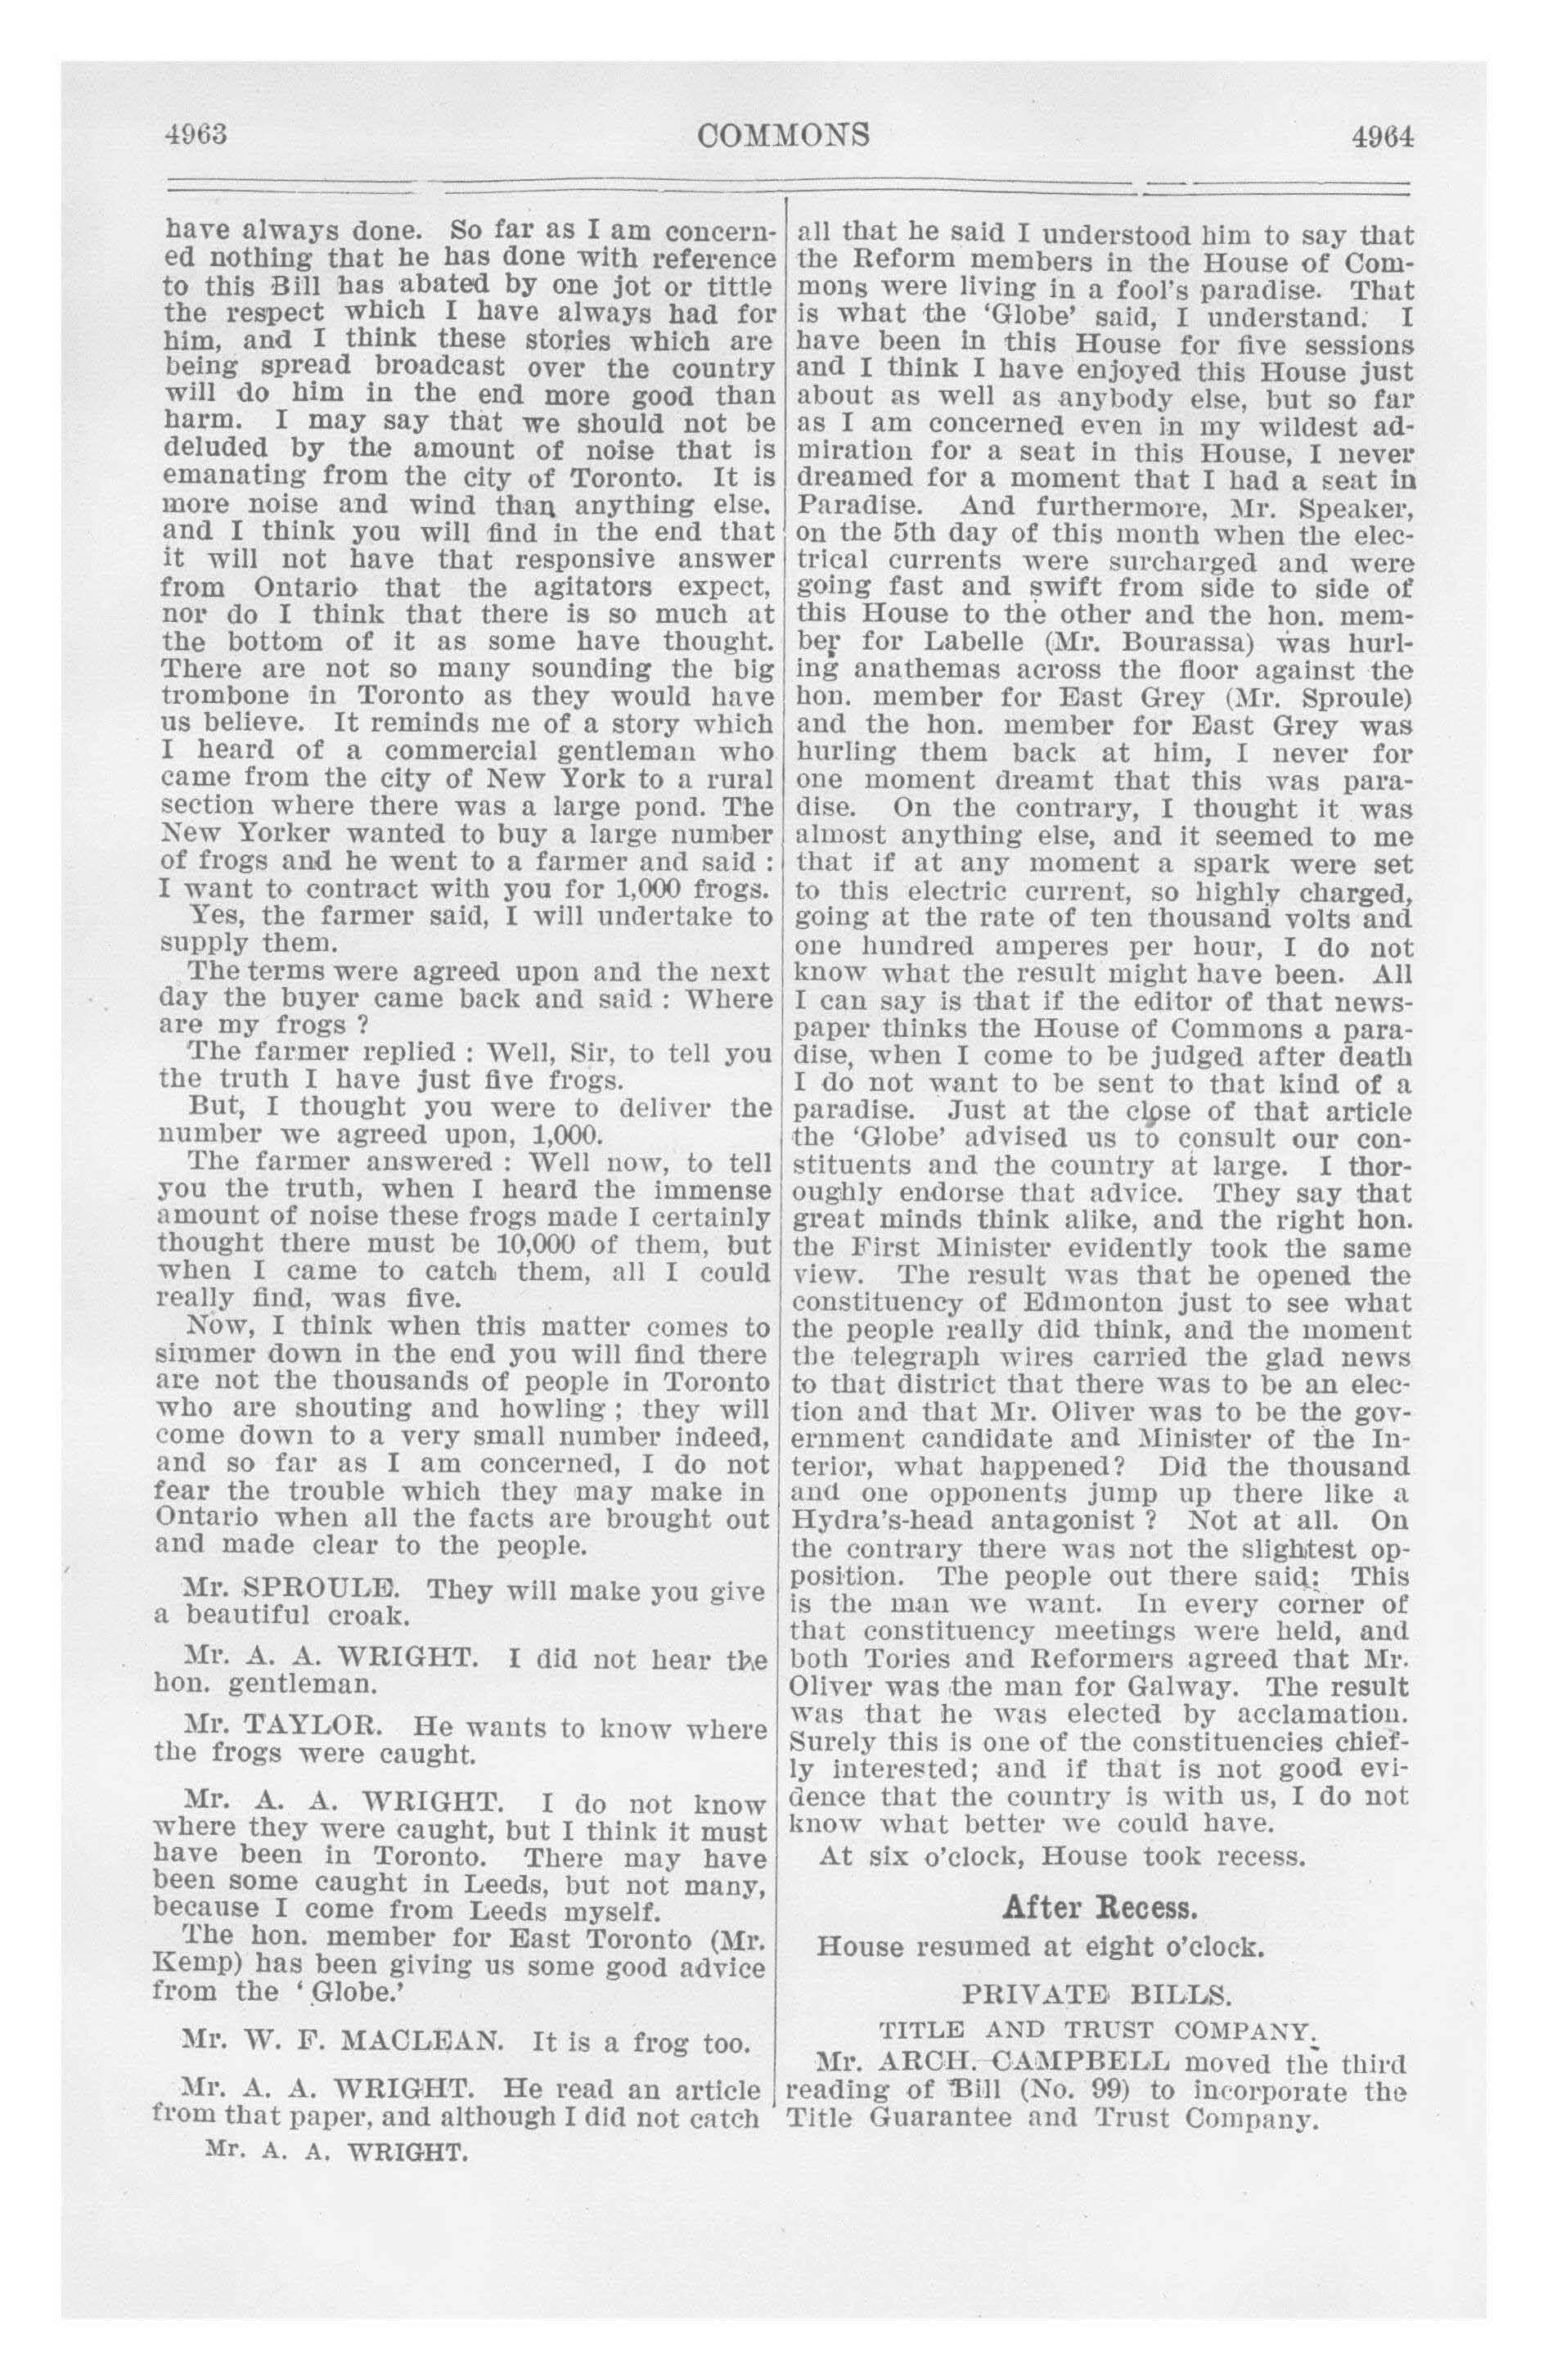 4963
COMMONS
4964
have always done. So far as I am concern-
ed nothing that he has done with reference
to this Bill has abated by one jot or tittle
the respect which I have always had for
him, and I think these stories which are
being spread broadcast over the country
will do him in the end more good than
harm. I may say that we should not be
deluded by the amount of noise that is
emanating from the city of Toronto. It is
more noise and wind than anything else,
and I think you will find in the end that
it will not have that responsive answer
from Ontario that the agitators expect,
nor do I think that there is so much at
the bottom of it as some have thought.
There are not so many sounding the big
trombone in Toronto as they would have
us believe. It reminds me of a story which
I heard of a commercial gentleman who
came from the city of New York to a rural
section where there was a large pond. The
New Yorker wanted to buy a large number
of frogs and he went to a farmer and said :
I want to contract with you for 1,000 frogs.
Yes, the farmer said, I will undertake to
supply them.
The terms were agreed upon and the next
day the buyer came back and said : Where
are my frogs ?
The farmer replied : Well, Sir, to tell you
the truth I have just five frogs.
But, I thought you were to deliver the
number we agreed upon, 1,000.
The farmer answered : Well now, to tell
you the truth, when I heard the immense
amount of noise these frogs made I certainly
thought there must be 10,000 of them, but
when I came to catch them, all I could
really find, was five.
Now, I think when this matter comes to
simmer down in the end you will find there
are not the thousands of people in Toronto
who are shouting and howling ; they will
come down to a very small number indeed,
and so far as I am concerned, I do not
fear the trouble which they may make in
Ontario when all the facts are brought out
and made clear to the people.
Mr. SPROULE. They will make you give
a beautiful croak.
Mr. A. A. WRIGHT. I did not hear the
hon. gentleman.
Mr. TAYLOR. He wants to know where
the frogs were caught.
Mr. A. A. WRIGHT. I do not know
where they were caught, but I think it must
have been in Toronto. There may have
been some caught in Leeds, but not many,
because I come from Leeds myself.
The hon. member for East Toronto (Mr.
Kemp) has been giving us some good advice
from the ‘ Globe.’
Mr. W. F. MACLEAN. It is a frog too.
Mr. A. A. WRIGHT. He read an article
from that paper, and although I did not catch
Mr. A. A. WRIGHT.
all that he said I understood him to say that
the Reform members in the House of Com-
mons were living in a fool's paradise. That
is what the ‘Globe’ said, I understand. I
have been in this House for five sessions
and I think I have enjoyed this House just
about as well as anybody else, but so far
as I am concerned even in my wildest ad-
miration for a seat in this House, I never
dreamed for a moment that I had a seat in
Paradise. And furthermore, Mr. Speaker,
on the 5th day of this month when the elec-
trical currents were surcharged and were
going fast and swift from side to side of
this House to the other and the hon. mem-
ber for Labelle (Mr. Bourassa) was hurl-
ing anathemas across the floor against the
hon. member for East Grey (Mr. Sproule)
and the hon. member for East Grey was
hurling them back at him, I never for
one moment dreamt that this was para-
dise. On the contrary, I thought it was
almost anything else, and it seemed to me
that if at any moment a spark were set
to this electric current, so highly charged,
going at the rate of ten thousand volts and
one hundred amperes per hour, I do not
know what the result might have been. All
I can say is that if the editor of that news-
paper thinks the House of Commons a para-
dise, when I come to be judged after death
I do not want to be sent to that kind of a
paradise. Just at the close of that article
the ‘Globe’ advised us to consult our con-
stituents and the country at large. I thor-
oughly endorse that advice. They say that
great minds think alike, and the right hon.
the First Minister evidently took the same
view. The result was that he opened the
constituency of Edmonton just to see what
the people really did think, and the moment
the telegraph wires carried the glad news
to that district that there was to be an elec-
tion and that Mr. Oliver was to be the gov-
ernment candidate and Minister of the In-
terior, what happened? Did the thousand
and one opponents jump up there like a
Hydra's-head antagonist ? Not at all. On
the contrary there was not the slightest op-
position. The people out there said: This
is the man we want. In every corner of
that constituency meetings were held, and
both Tories and Reformers agreed that Mr.
Oliver was the man for Galway. The result
was that he was elected by acclamation.
Surely this is one of the constituencies chief-
ly interested; and if that is not good evi-
dence that the country is with us, I do not
know what better we could have.
At six o'clock, House took recess.
After Recess.
House resumed at eight o'clock.
PRIVATE BILLS.
TITLE AND TRUST COMPANY.
Mr. ARCH. CAMPBELL moved the third
reading of Bill (No. 99) to incorporate the
Title Guarantee and Trust Company.